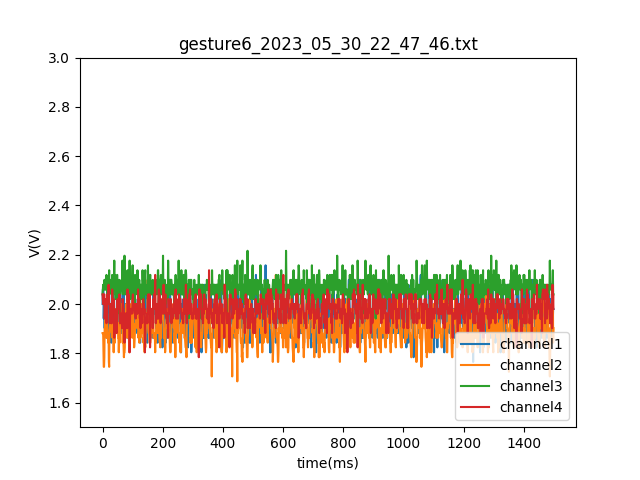 gesture6_2023_05_30_22_47_46.txt
V(V)
3.0
2.8
2.6
2.4
2.2
2.0
1.8
1.6
0 200 400 600 800 1000 1200 1400
time(ms)
channel1
channel2
channel3
channel4